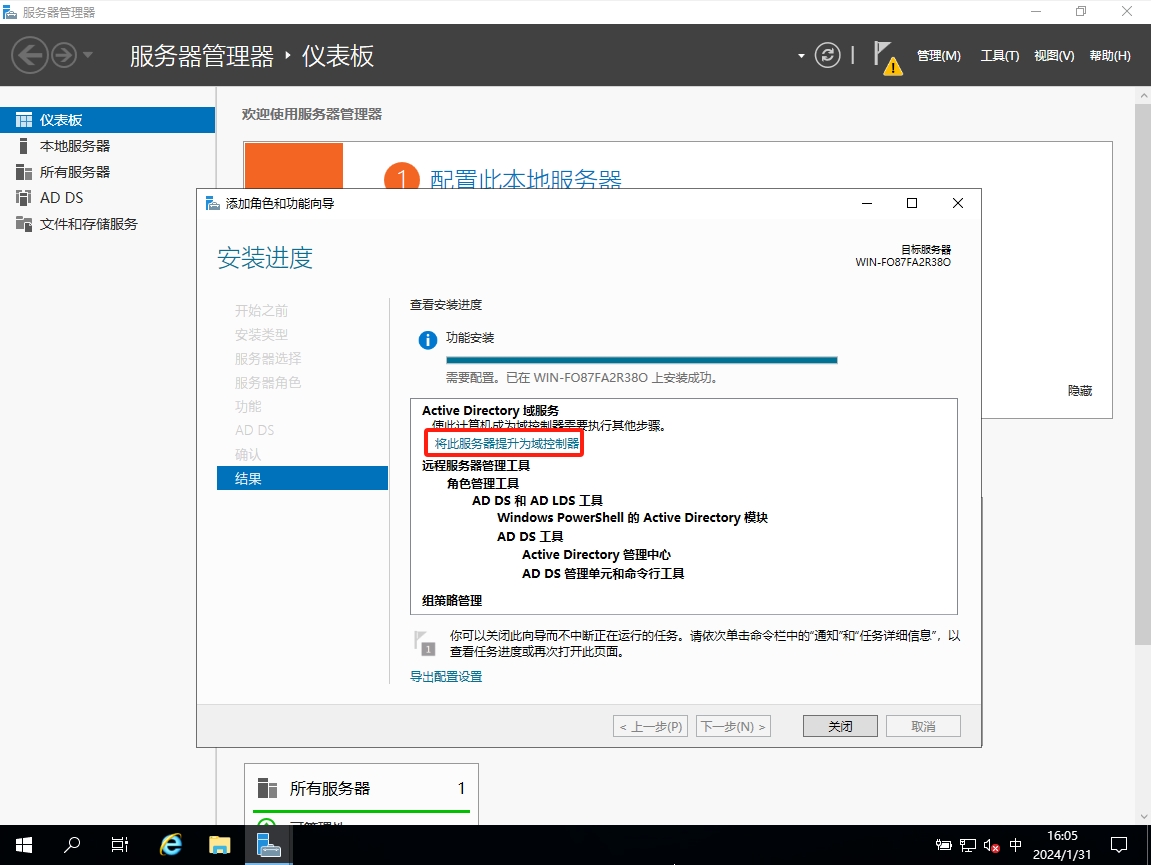 服务器管理器
服务器管理器 ‣ 仪表板
管理(M) 工具(T) 视图(V) 帮助(H)
仪表板
本地服务器
所有服务器
AD DS
文件和存储服务
欢迎使用服务器管理器
1 配置此本地服务器
隐藏
添加角色和功能向导
安装进度
目标服务器
WIN-FO87FA2R38O
开始之前
安装类型
服务器选择
服务器角色
功能
AD DS
确认
结果
查看安装进度
功能安装
需要配置。已在 WIN-FO87FA2R38O 上安装成功。
Active Directory 域服务
使此计算机成为域控制器需要执行其他步骤。
将此服务器提升为域控制器
远程服务器管理工具
角色管理工具
AD DS 和 AD LDS 工具
Windows PowerShell 的 Active Directory 模块
AD DS 工具
Active Directory 管理中心
AD DS 管理单元和命令行工具
组策略管理
1
你可以关闭此向导而不中断正在运行的任务。请依次单击命令栏中的“通知”和“任务详细信息”，以
查看任务进度或再次打开此页面。
导出配置设置
< 上一步(P) 下一步(N) > 关闭 取消
所有服务器 1
可管理性
中
16:05
2024/1/31